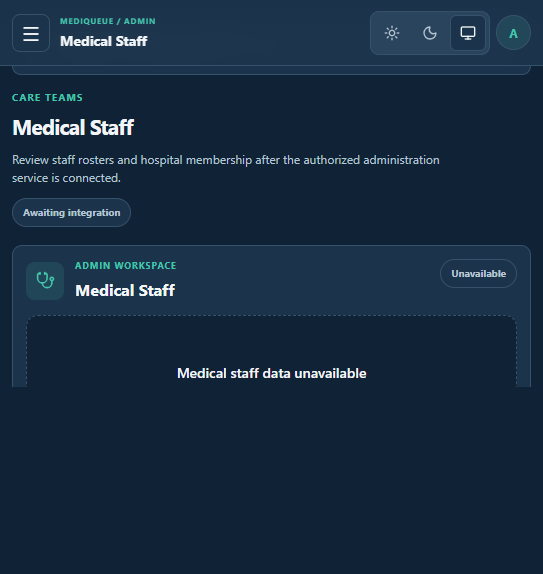 MEDIQUEUE / ADMIN
Medical Staff
A
CARE TEAMS
Medical Staff
Review staff rosters and hospital membership after the authorized administration
service is connected.
Awaiting integration
ADMIN WORKSPACE
Medical Staff
Unavailable
Medical staff data unavailable